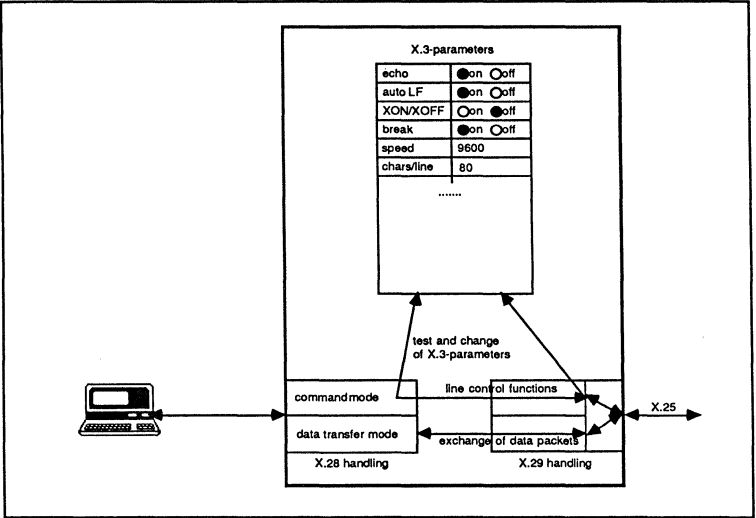 X.3-parameters
echo on off
auto LF on off
XON/XOFF on off
break on off
speed 9600
chars/line 80
.......
test and change
of X.3-parameters
command mode
line control functions
X.25
data transfer mode
exchange of data packets
X.28 handling
X.29 handling